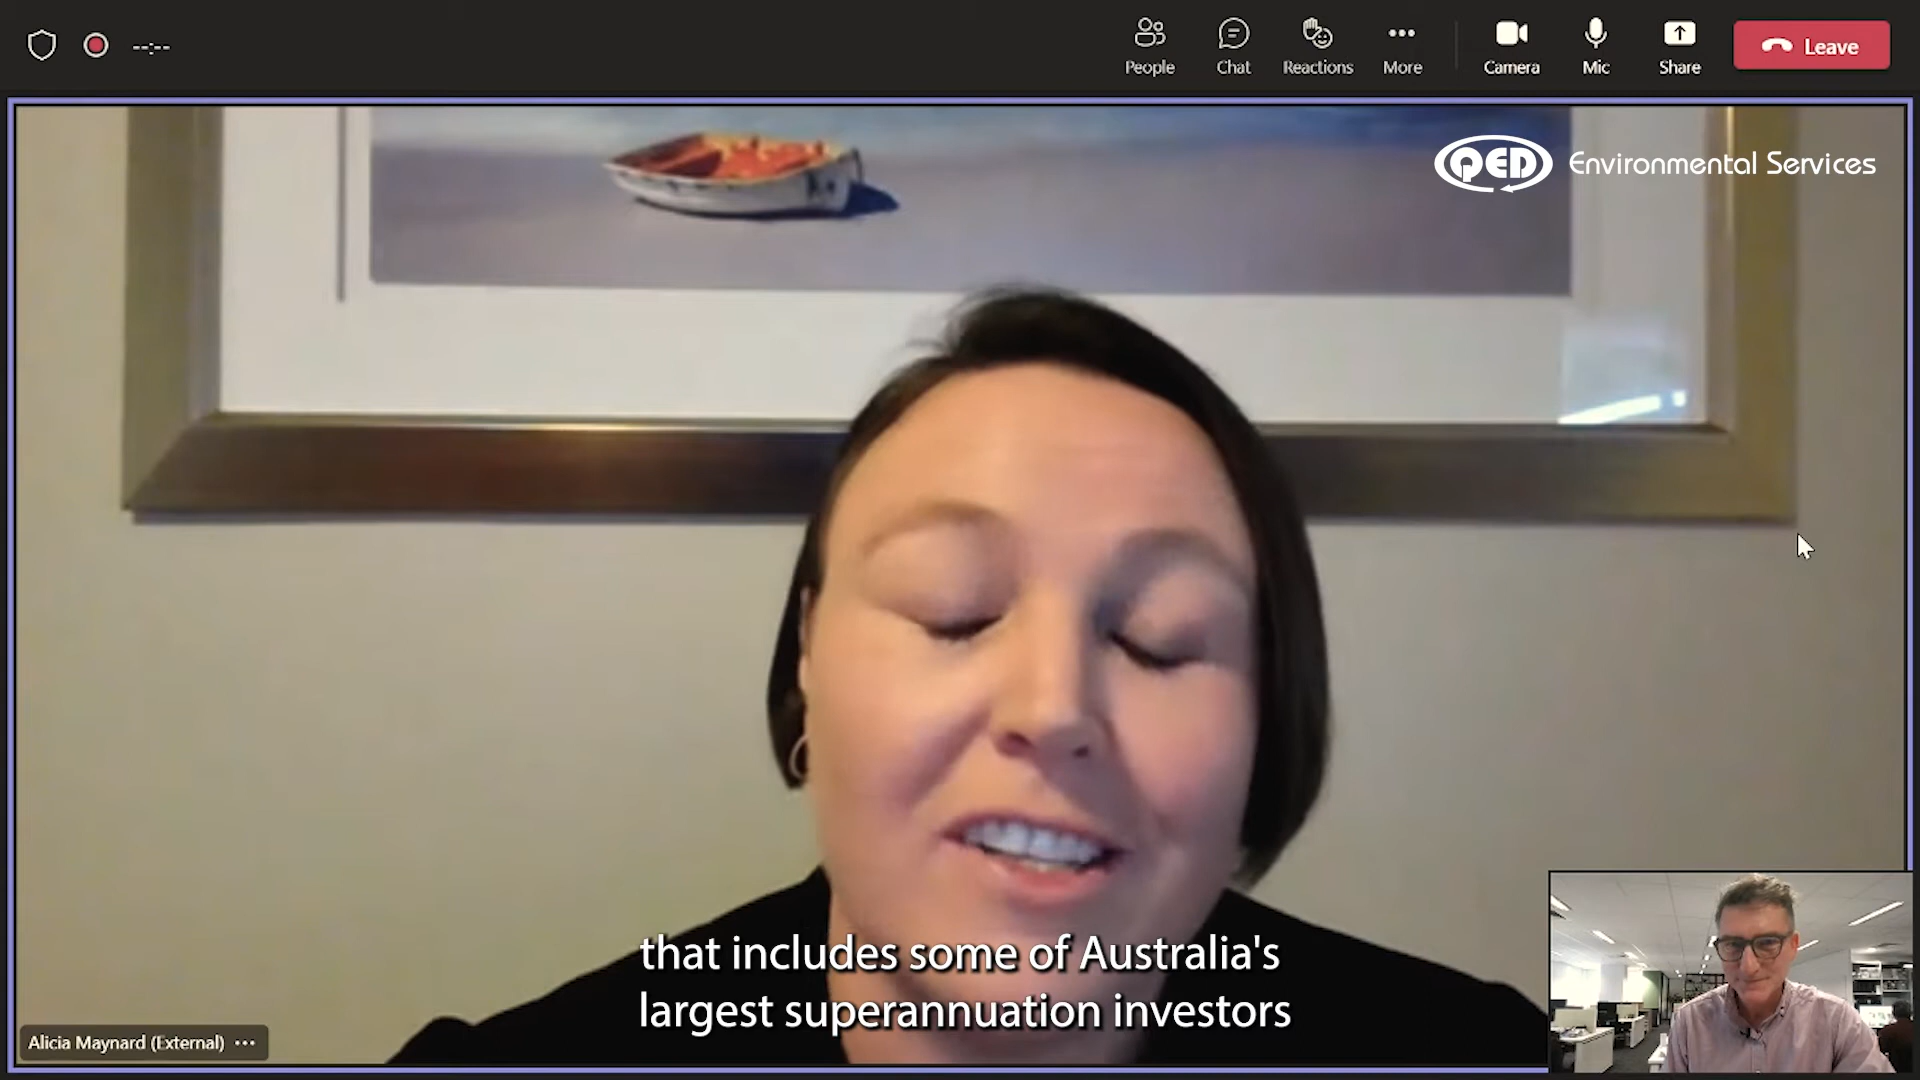 --:--
People
Chat
Reactions
More
Camera
Mic
Share
Leave
QED Environmental Services
that includes some of Australia's
largest superannuation investors
Alicia Maynard (External)